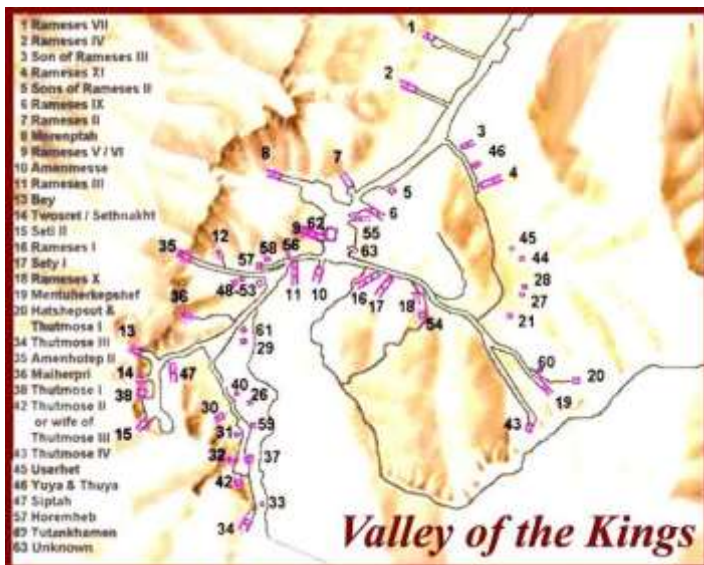 1 Rameses VII
2 Rameses IV
3 Son of Rameses III
4 Rameses XI
5 Sons of Rameses II
6 Rameses IX
7 Rameses II
8 Merenptah
9 Rameses V / VI
10 Amenmesse
11 Rameses III
13 Bay
14 Twosret / Sethnakht
15 Seti II
16 Rameses I
17 Sety I
18 Rameses X
19 Mentuherkepshef
20 Hatshepsut &
Thutmose I
34 Thutmose III
35 Amenhotep II
36 Maiherpri
38 Thutmose I
42 Thutmose II
or wife of
Thutmose III
43 Thutmose IV
45 Userhet
46 Yuya & Thuya
47 Siptah
57 Horemheb
Tutankhamen
63 Unknown
1
2
3
46
4
8
7
5
6
9
62
55
63
35
12
57
58
56
48
53
11
10
16
17
18
54
45
44
28
27
21
36
61
29
13
14
38
15
47
40
26
30
31
59
32
37
42
33
34
60
20
19
43
Valley of the Kings